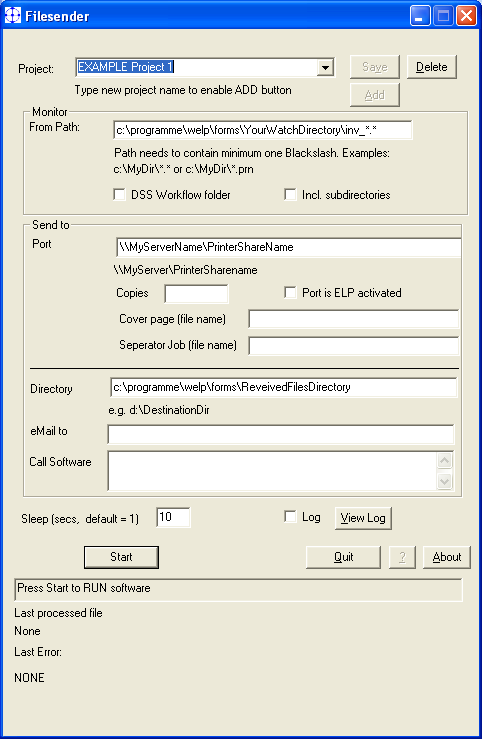 Filesender
Project: EXAMPLE Project 1 Save Delete
Type new project name to enable ADD button Add
Monitor
From Path: c:\programme\welp\forms\YourWatchDirectory\inv_*.*
Path needs to contain minimum one Blackslash. Examples:
c:\MyDir\*.* or c:\MyDir\*.prn
DSS Workflow folder Incl. subdirectories
Send to
Port \\MyServerName\PrinterShareName
\\MyServer\PrinterSharename
Copies Port is ELP activated
Cover page (file name)
Seperator Job (file name)
Directory c:\programme\welp\forms\ReveivedFilesDirectory
e.g. d:\DestinationDir
eMail to
Call Software
Sleep (secs, default = 1) 10 Log View Log
Start Quit ? About
Press Start to RUN software
Last processed file
None
Last Error:
NONE